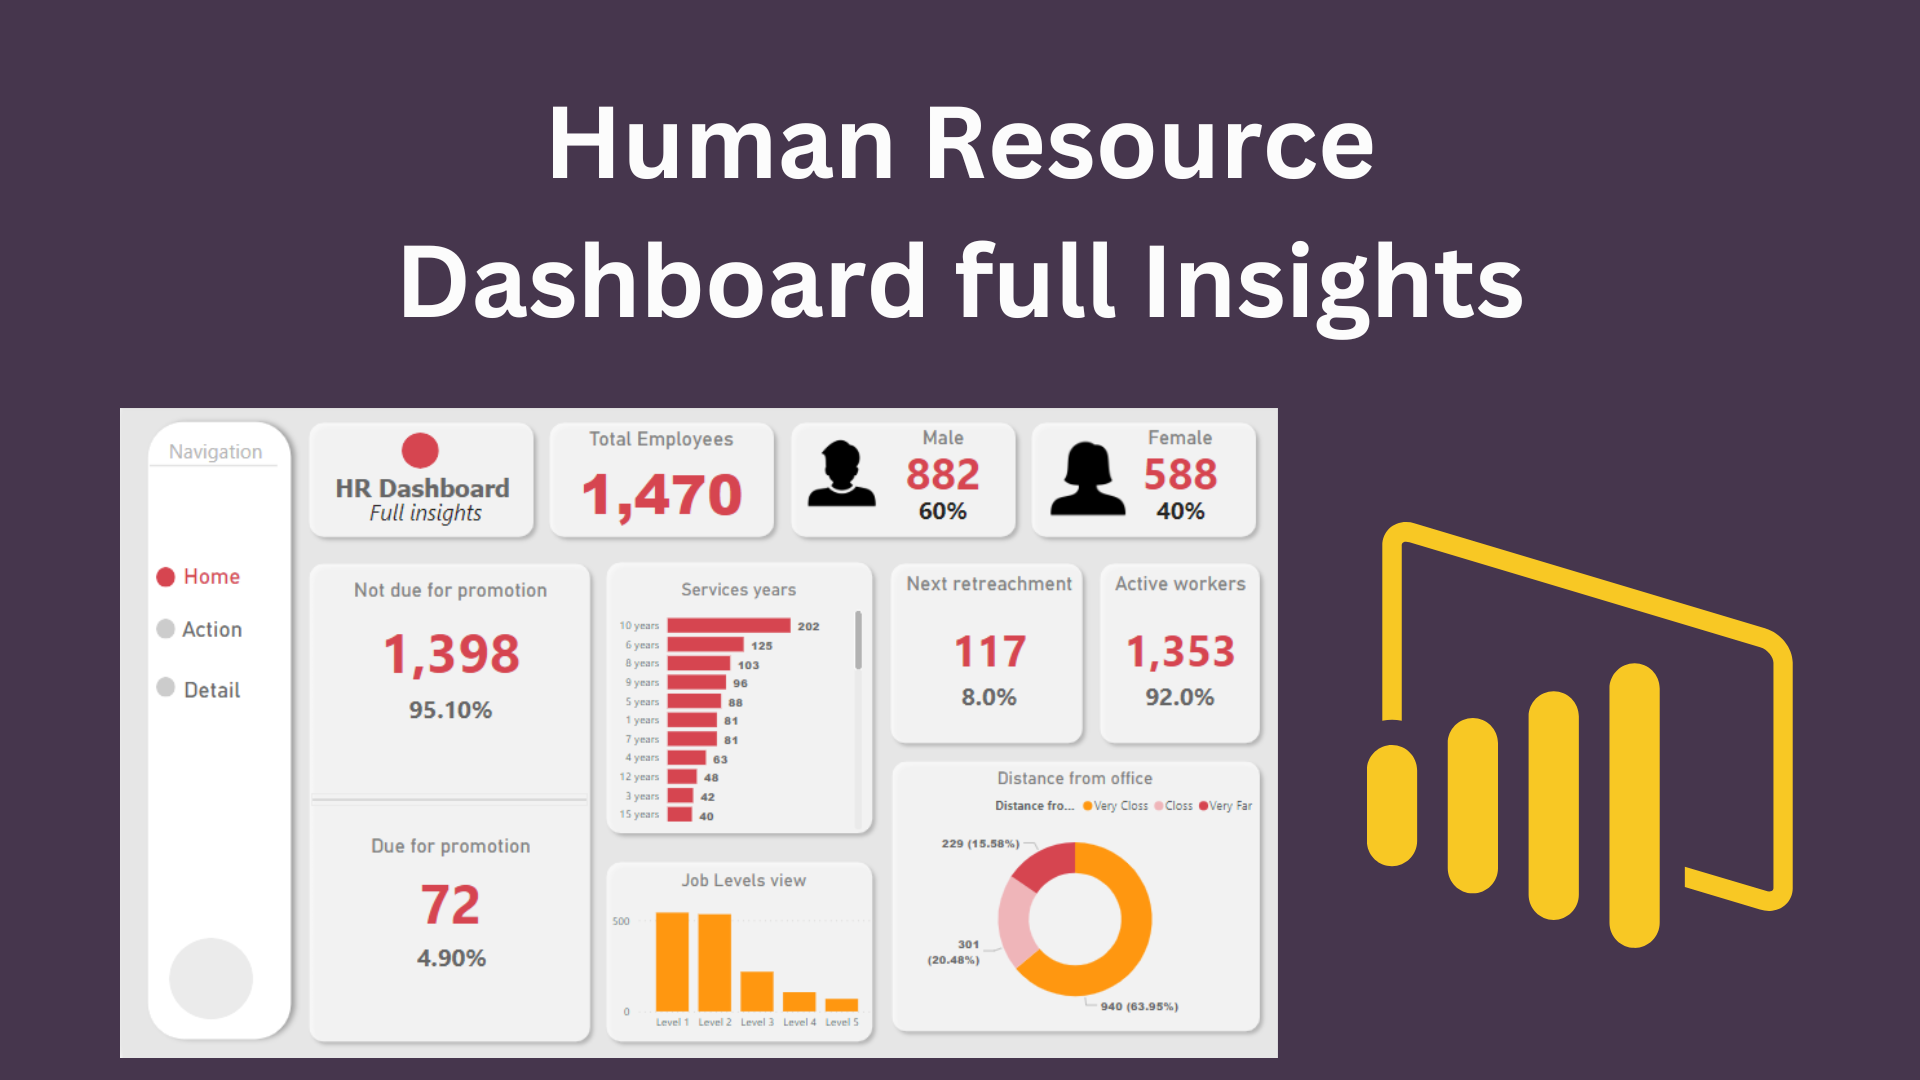 Human Resource
Dashboard full Insights
Navigation
Home
Action
Detail
HR Dashboard
Full insights
Total Employees
1,470
Male
882
60%
Female
588
40%
Not due for promotion
1,398
95.10%
Due for promotion
72
4.90%
Services years
10 years 202
6 years 125
8 years 103
9 years 96
5 years 88
1 years 81
7 years 81
4 years 63
12 years 48
3 years 42
15 years 40
Job Levels view
500
0
Level 1 Level 2 Level 3 Level 4 Level 5
Next retreachment
117
8.0%
Active workers
1,353
92.0%
Distance from office
Distance fro... Very Closs Closs Very Far
229 (15.58%)
301
(20.48%)
940 (63.95%)